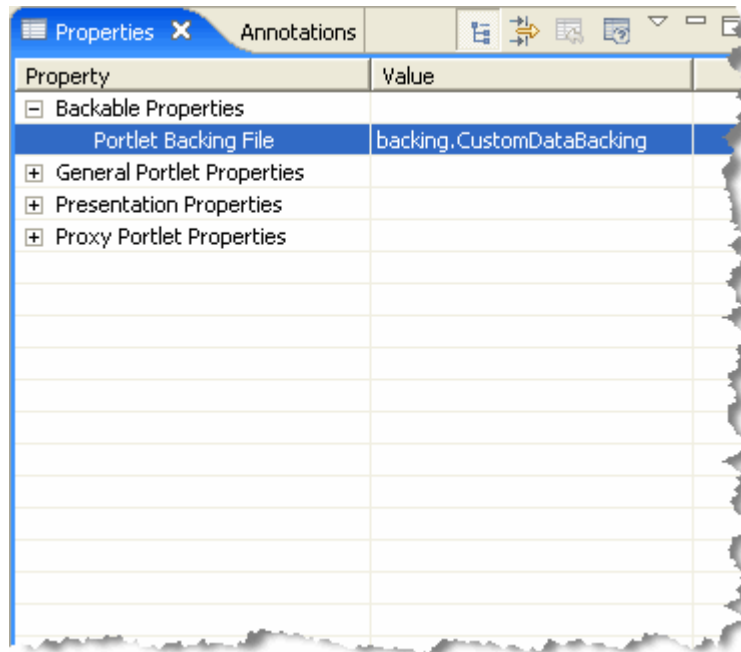 Properties Annotations
Property Value
Backable Properties
Portlet Backing File backing.CustomDataBacking
General Portlet Properties
Presentation Properties
Proxy Portlet Properties